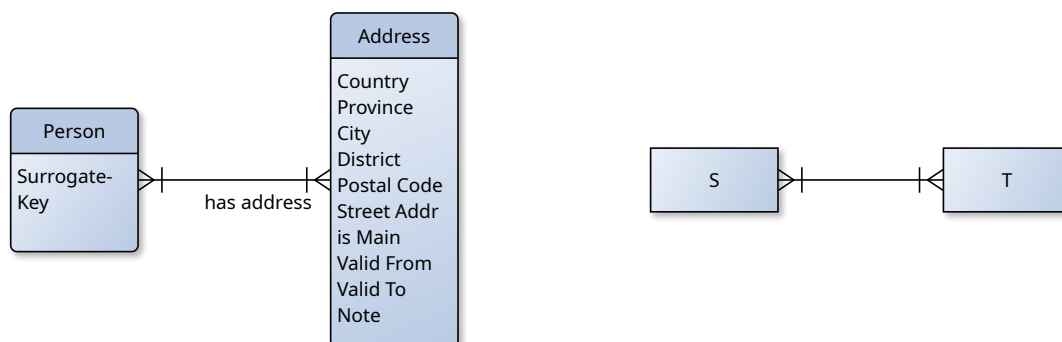 Person
Surrogate-
Key
has address
Address
Country
Province
City
District
Postal Code
Street Addr
is Main
Valid From
Valid To
Note
S
T